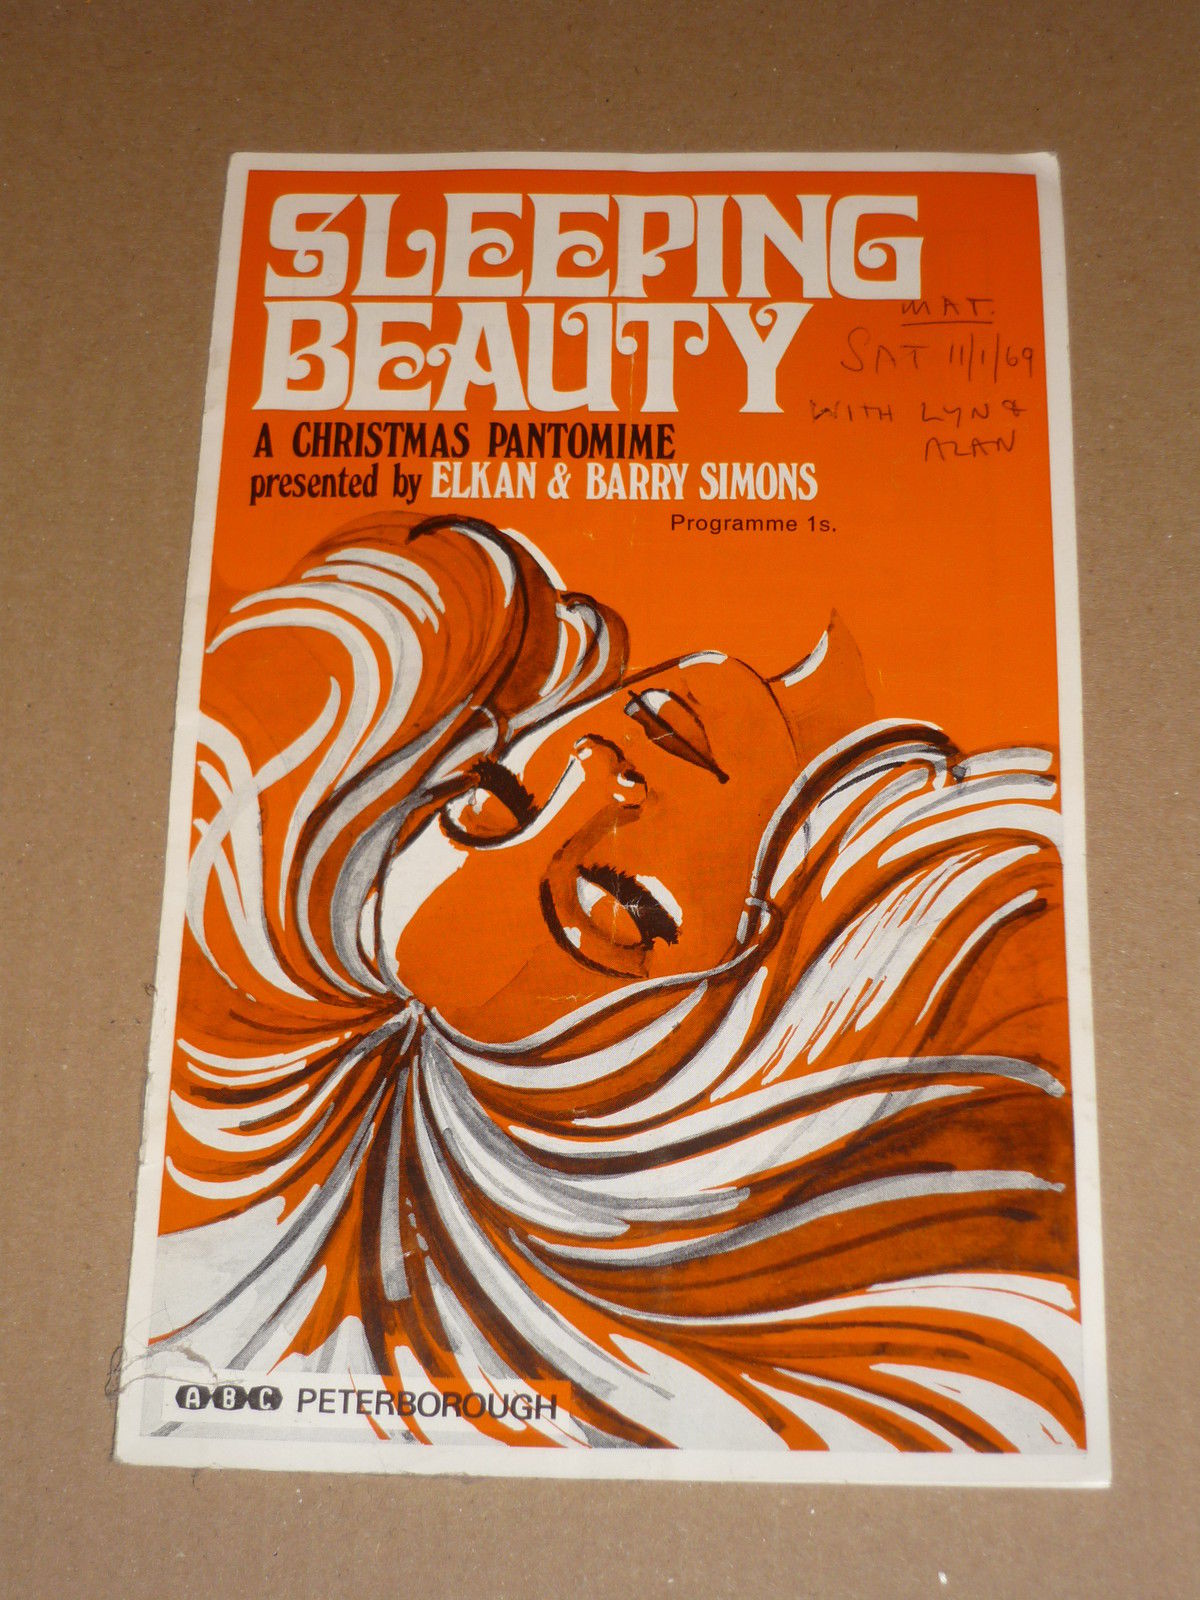 SLEEPING
BEAUTY
MAT.
SAT 11/1/69
WITH LYN &
ALAN
A CHRISTMAS PANTOMIME
presented by ELKAN & BARRY SIMONS
Programme 1s.
ABC PETERBOROUGH